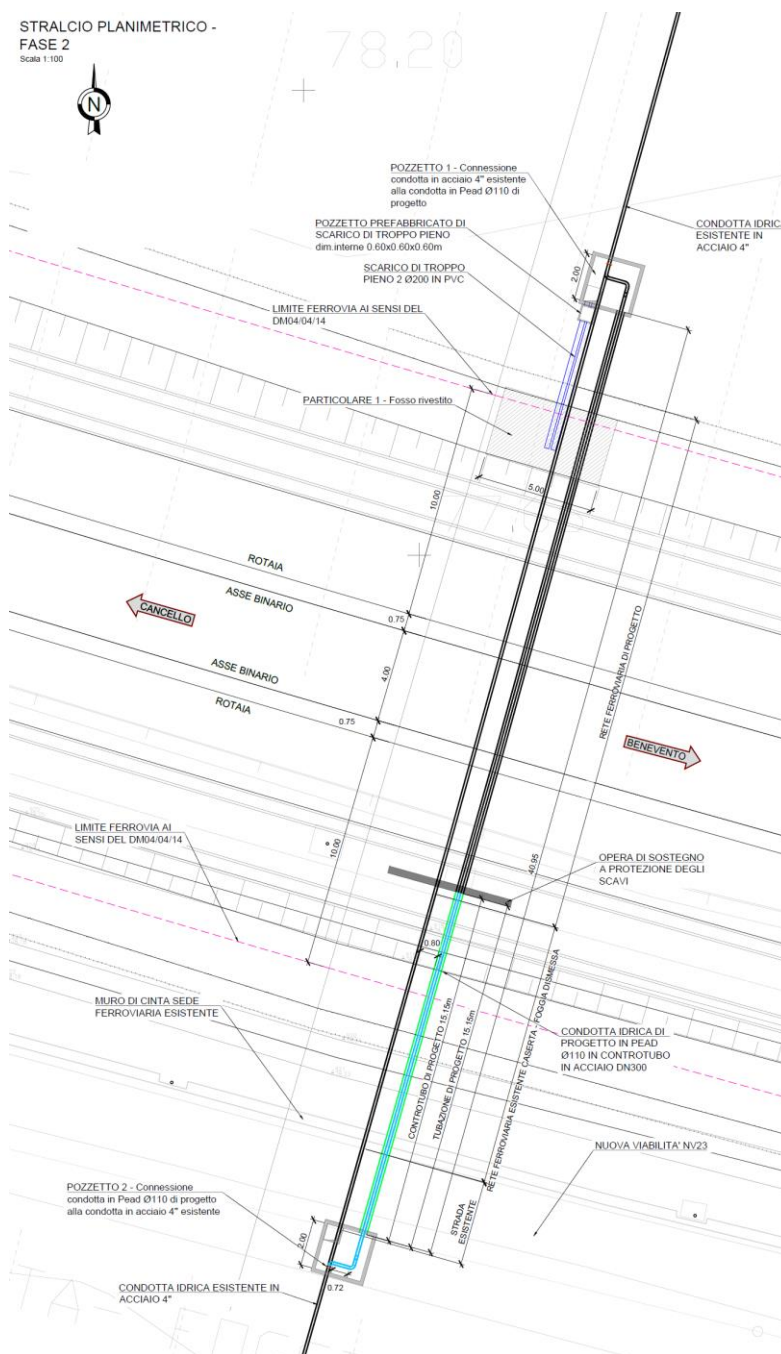 STRALCIO PLANIMETRICO -
FASE 2
Scala 1:100
N
78,20
POZZETTO 1 - Connessione
condotta in acciaio 4" esistente
alla condotta in Pead Ø110 di
progetto
POZZETTO PREFABBRICATO DI
SCARICO DI TROPPO PIENO
dim.interne 0.60x0.60x0.60m
CONDOTTA IDRICA
ESISTENTE IN
ACCIAIO 4"
SCARICO DI TROPPO
PIENO 2 Ø200 IN PVC
2.00
LIMITE FERROVIA AI SENSI DEL
DM04/04/14
PARTICOLARE 1 - Fosso rivestito
5.00
10.00
ROTAIA
ASSE BINARIO
CANCELLO
0.75
4.00
ASSE BINARIO
ROTAIA
0.75
RETE FERROVIARIA DI PROGETTO
BENEVENTO
LIMITE FERROVIA AI
SENSI DEL DM04/04/14
10.00
40.95
OPERA DI SOSTEGNO
A PROTEZIONE DEGLI
SCAVI
0.80
MURO DI CINTA SEDE
FERROVIARIA ESISTENTE
CONTROTUBO DI PROGETTO 15.15m
TUBAZIONE DI PROGETTO 15.15m
RETE FERROVIARIA ESISTENTE CASERTA - FOGGIA DISMESSA
CONDOTTA IDRICA DI
PROGETTO IN PEAD
Ø110 IN CONTROTUBO
IN ACCIAIO DN300
NUOVA VIABILITA' NV23
STRADA
ESISTENTE
POZZETTO 2 - Connessione
condotta in Pead Ø110 di progetto
alla condotta in acciaio 4" esistente
2.00
0.72
CONDOTTA IDRICA ESISTENTE IN
ACCIAIO 4"